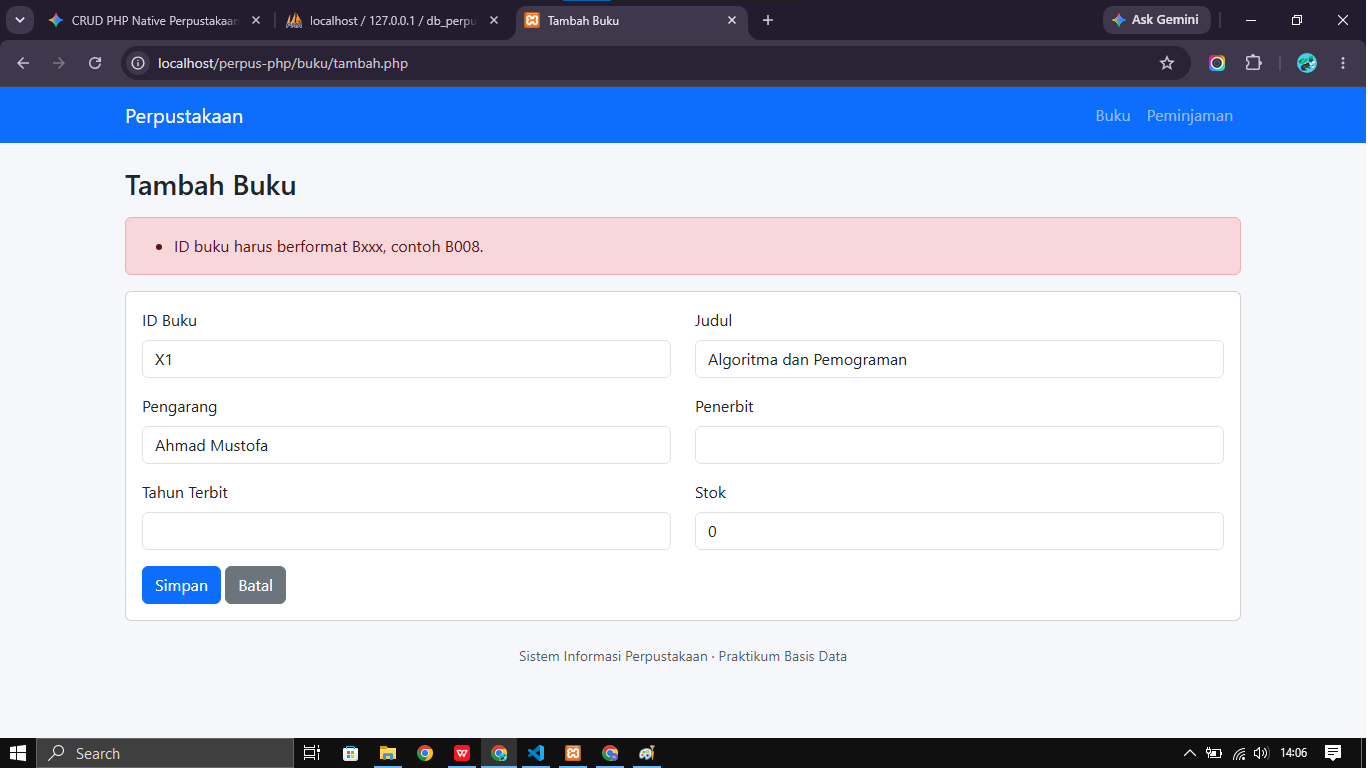 CRUD PHP Native Perpustakaan
localhost / 127.0.0.1 / db_perpu
Tambah Buku
Ask Gemini
localhost/perpus-php/buku/tambah.php
Perpustakaan
Buku
Peminjaman
Tambah Buku
ID buku harus berformat Bxxx, contoh B008.
ID Buku
Judul
X1
Algoritma dan Pemograman
Pengarang
Penerbit
Ahmad Mustofa
Tahun Terbit
Stok
0
Simpan
Batal
Sistem Informasi Perpustakaan · Praktikum Basis Data
Search
14:06